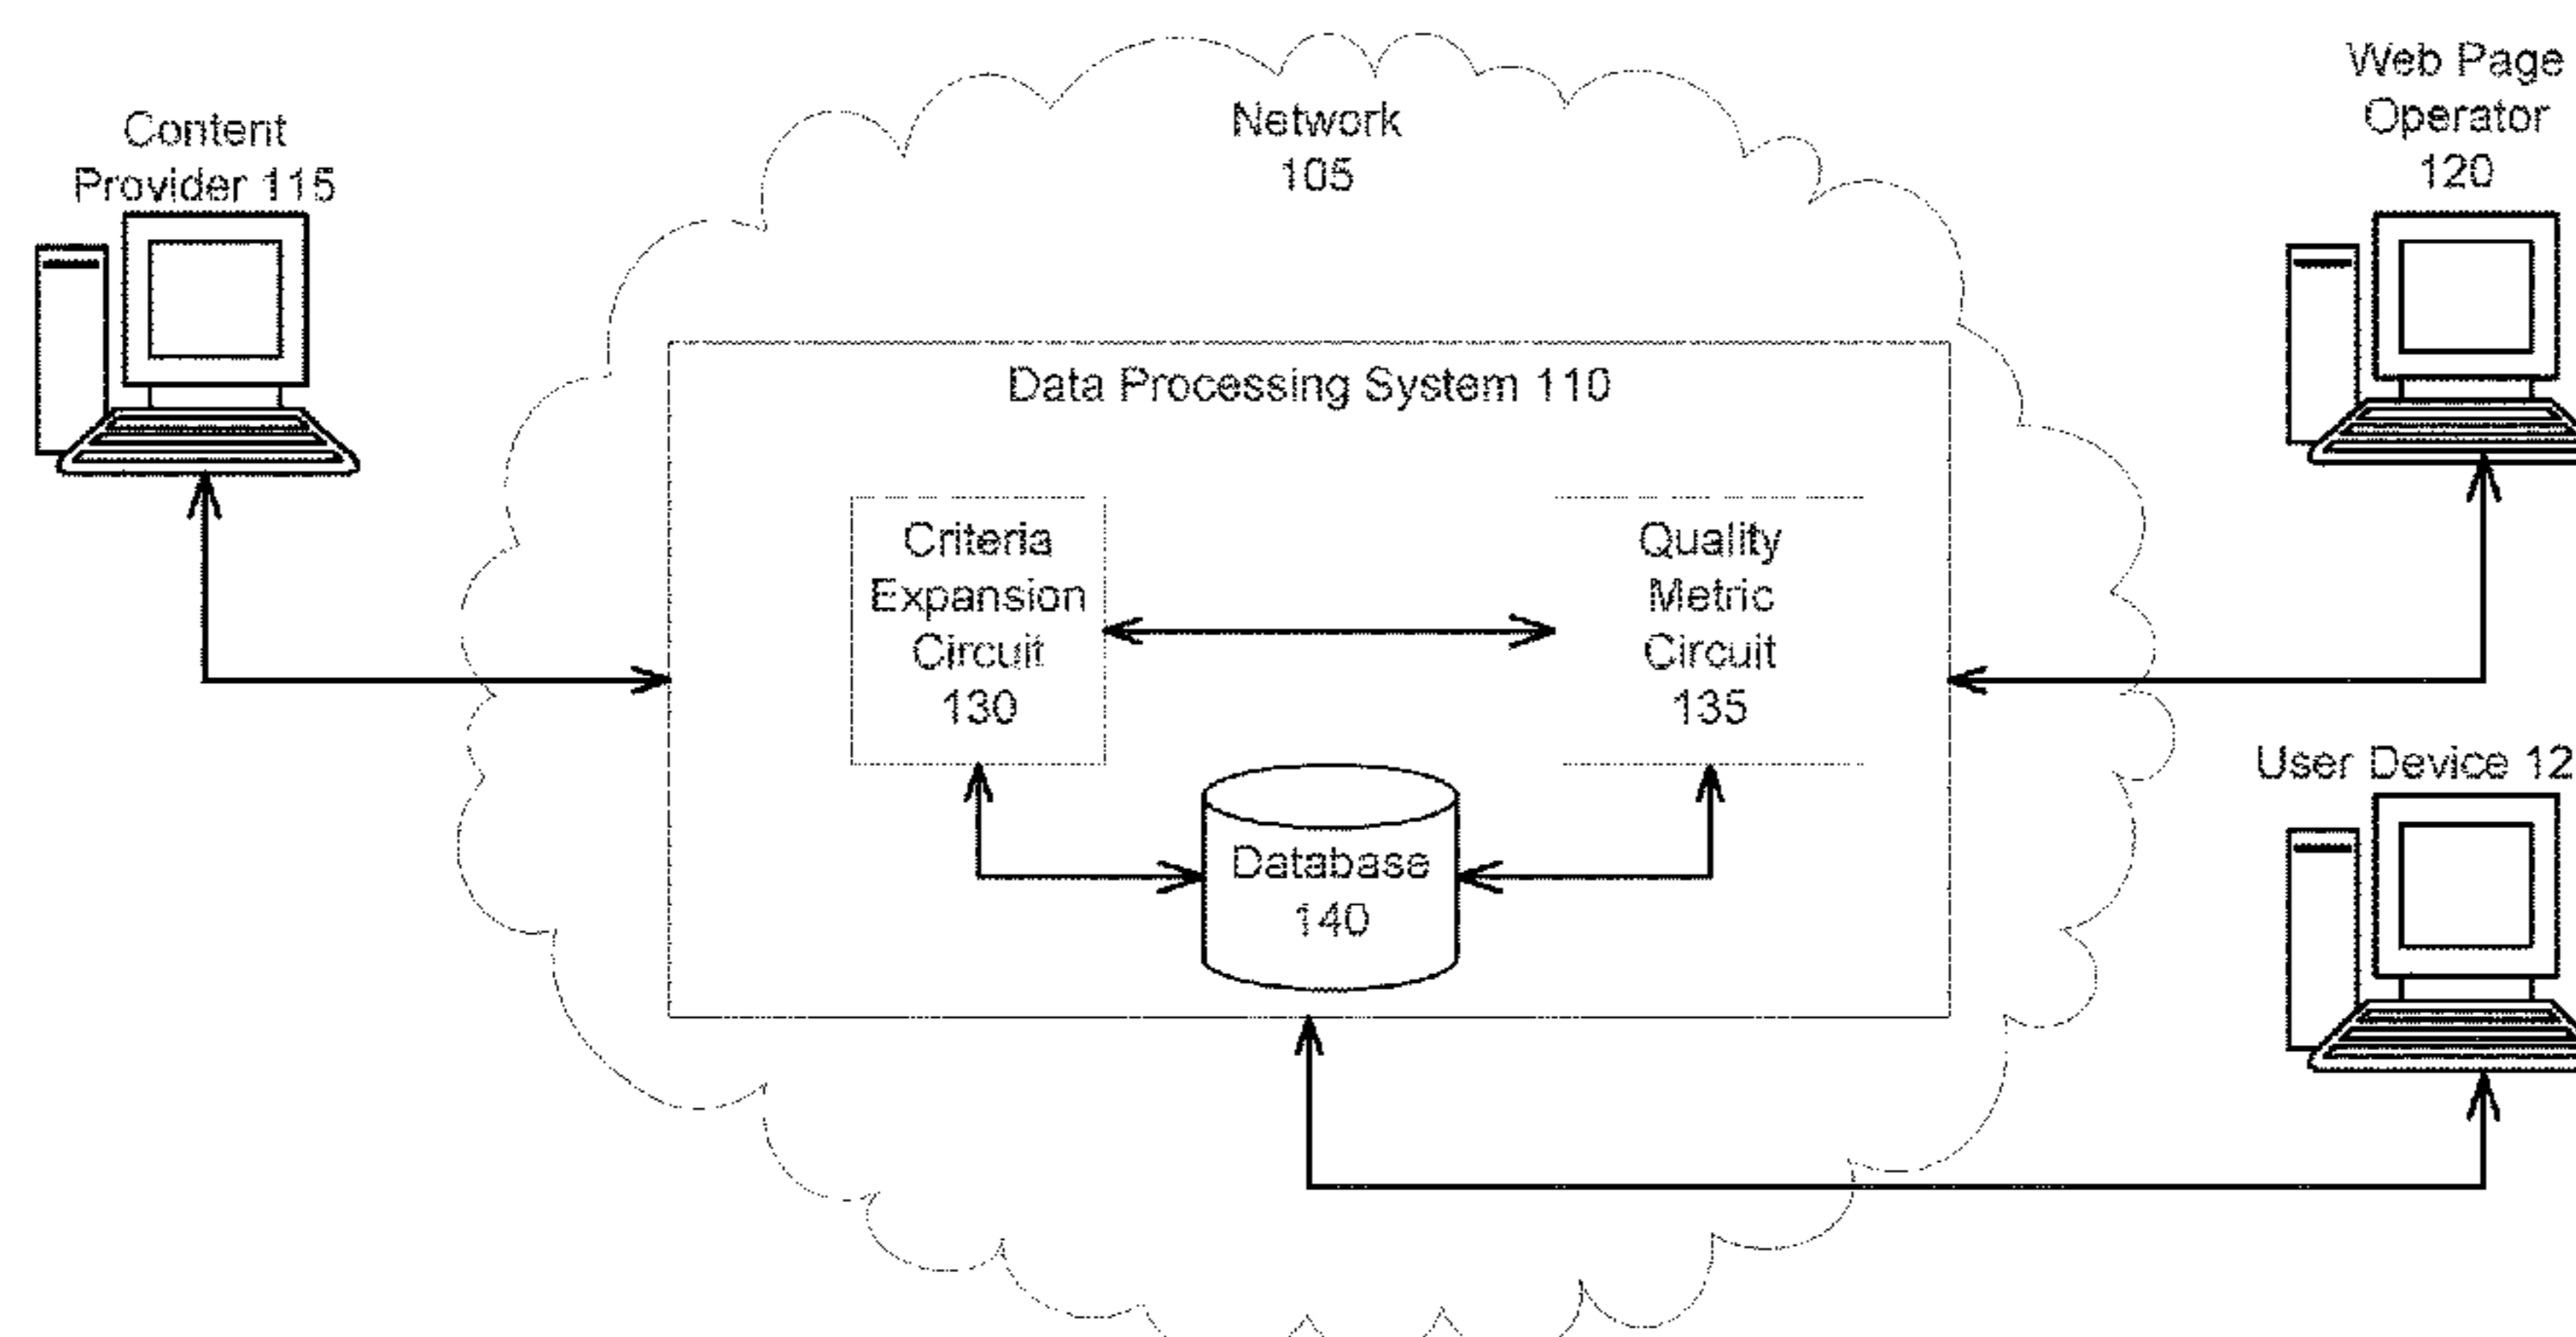 Content
Provider 115
Network
105
Web Page
Operator
120
Data Processing System 110
Criteria
Expansion
Circuit
130
Quality
Metric
Circuit
135
Database
140
User Device 12